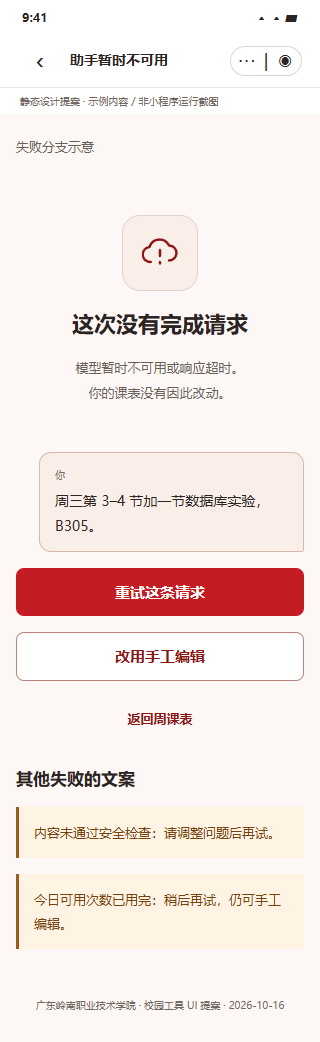 9:41
助手暂时不可用
静态设计提案 · 示例内容 / 非小程序运行截图
失败分支示意
这次没有完成请求
模型暂时不可用或响应超时。
你的课表没有因此改动。
你
周三第 3–4 节加一节数据库实验，
B305。
重试这条请求
改用手工编辑
返回周课表
其他失败的文案
内容未通过安全检查：请调整问题后再试。
今日可用次数已用完：稍后再试，仍可手工
编辑。
广东岭南职业技术学院 · 校园工具 UI 提案 · 2026-10-16